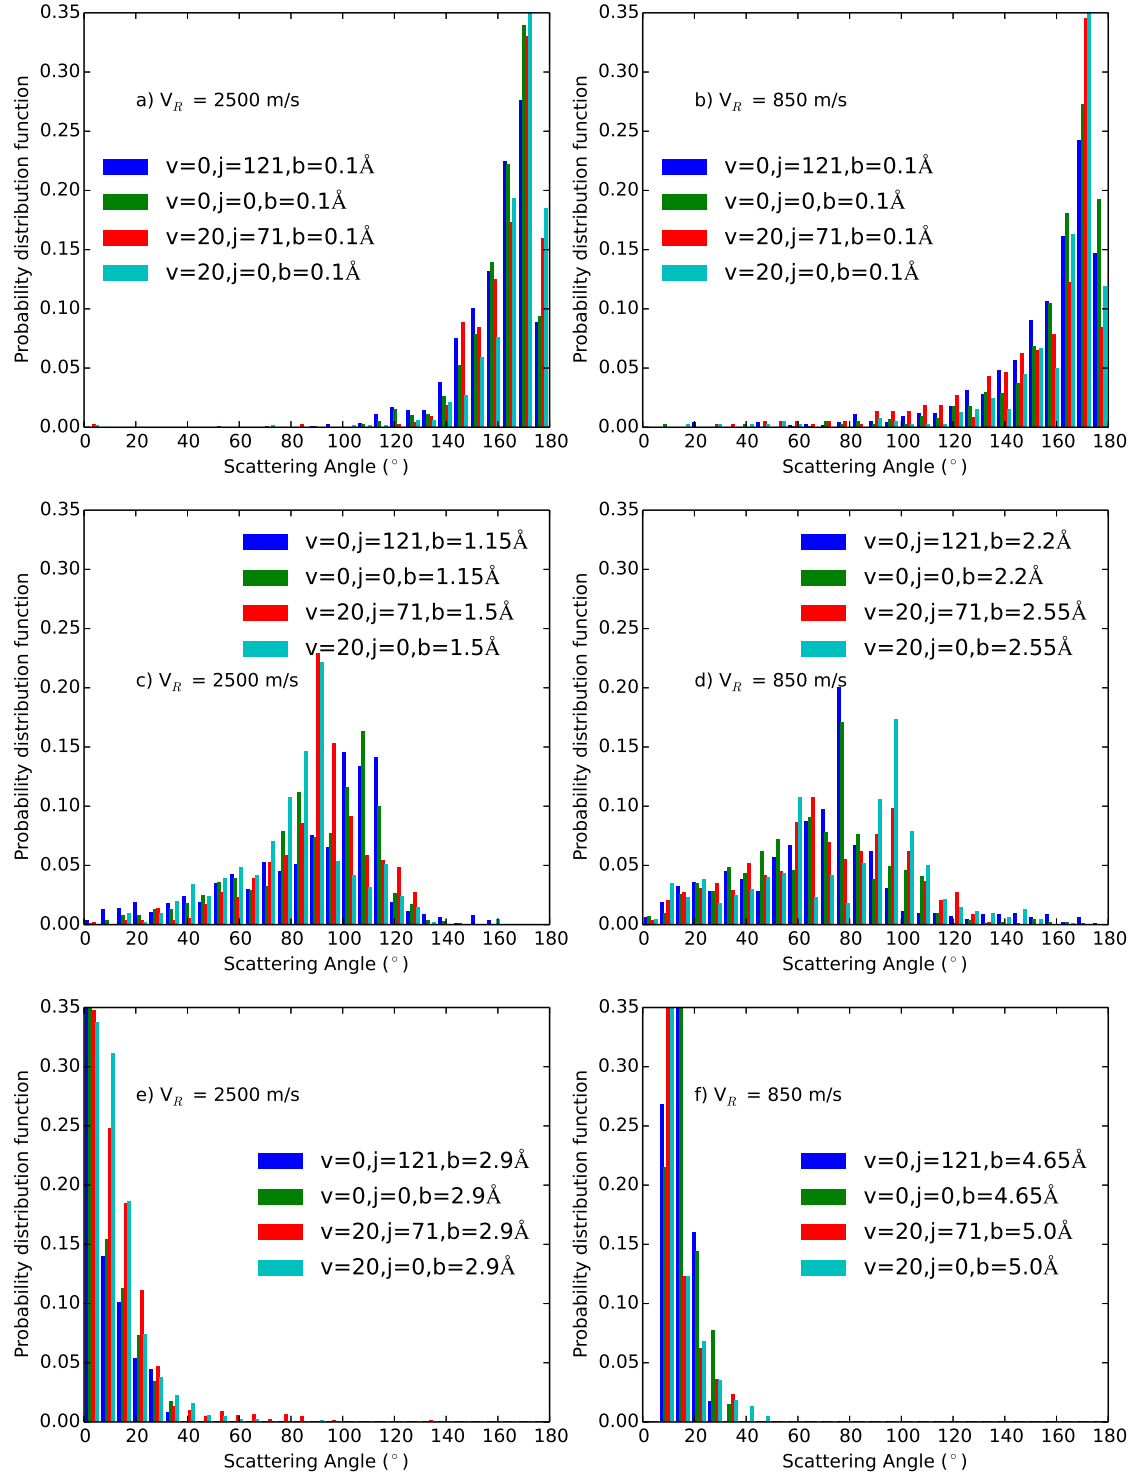 0.35
0.30
0.25
0.20
0.15
0.10
0.05
0.00
Probability distribution function
a) V_R = 2500 m/s
v=0,j=121,b=0.1Å
v=0,j=0,b=0.1Å
v=20,j=71,b=0.1Å
v=20,j=0,b=0.1Å
0 20 40 60 80 100 120 140 160 180
Scattering Angle (°)
0.35
0.30
0.25
0.20
0.15
0.10
0.05
0.00
Probability distribution function
b) V_R = 850 m/s
v=0,j=121,b=0.1Å
v=0,j=0,b=0.1Å
v=20,j=71,b=0.1Å
v=20,j=0,b=0.1Å
0 20 40 60 80 100 120 140 160 180
Scattering Angle (°)
0.35
0.30
0.25
0.20
0.15
0.10
0.05
0.00
Probability distribution function
v=0,j=121,b=1.15Å
v=0,j=0,b=1.15Å
v=20,j=71,b=1.5Å
v=20,j=0,b=1.5Å
c) V_R = 2500 m/s
0 20 40 60 80 100 120 140 160 180
Scattering Angle (°)
0.35
0.30
0.25
0.20
0.15
0.10
0.05
0.00
Probability distribution function
v=0,j=121,b=2.2Å
v=0,j=0,b=2.2Å
v=20,j=71,b=2.55Å
v=20,j=0,b=2.55Å
d) V_R = 850 m/s
0 20 40 60 80 100 120 140 160 180
Scattering Angle (°)
0.35
0.30
0.25
0.20
0.15
0.10
0.05
0.00
Probability distribution function
e) V_R = 2500 m/s
v=0,j=121,b=2.9Å
v=0,j=0,b=2.9Å
v=20,j=71,b=2.9Å
v=20,j=0,b=2.9Å
0 20 40 60 80 100 120 140 160 180
Scattering Angle (°)
0.35
0.30
0.25
0.20
0.15
0.10
0.05
0.00
Probability distribution function
f) V_R = 850 m/s
v=0,j=121,b=4.65Å
v=0,j=0,b=4.65Å
v=20,j=71,b=5.0Å
v=20,j=0,b=5.0Å
0 20 40 60 80 100 120 140 160 180
Scattering Angle (°)